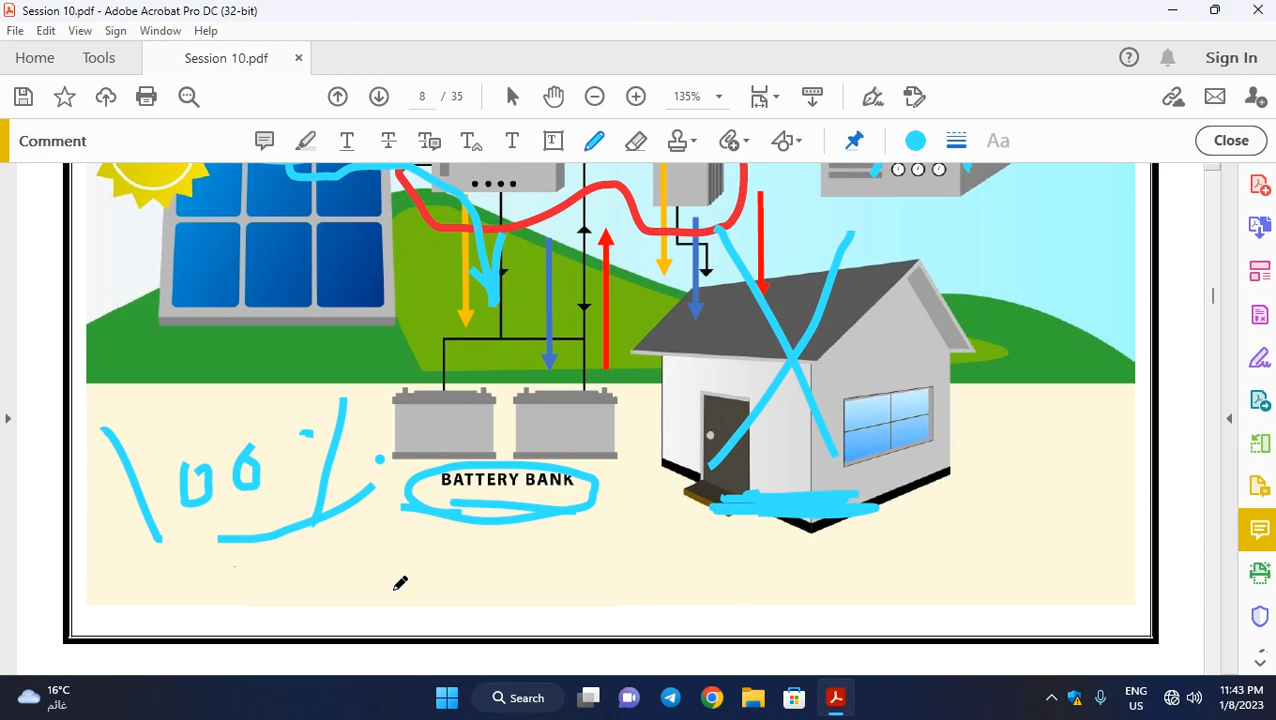 Session 10.pdf - Adobe Acrobat Pro DC (32-bit)
File Edit View Sign Window Help
Home Tools Session 10.pdf × Sign In
8 / 35 135%
Comment Aa Close
100%
BATTERY BANK
16°C
غائم
Search
ENG
US
11:43 PM
1/8/2023